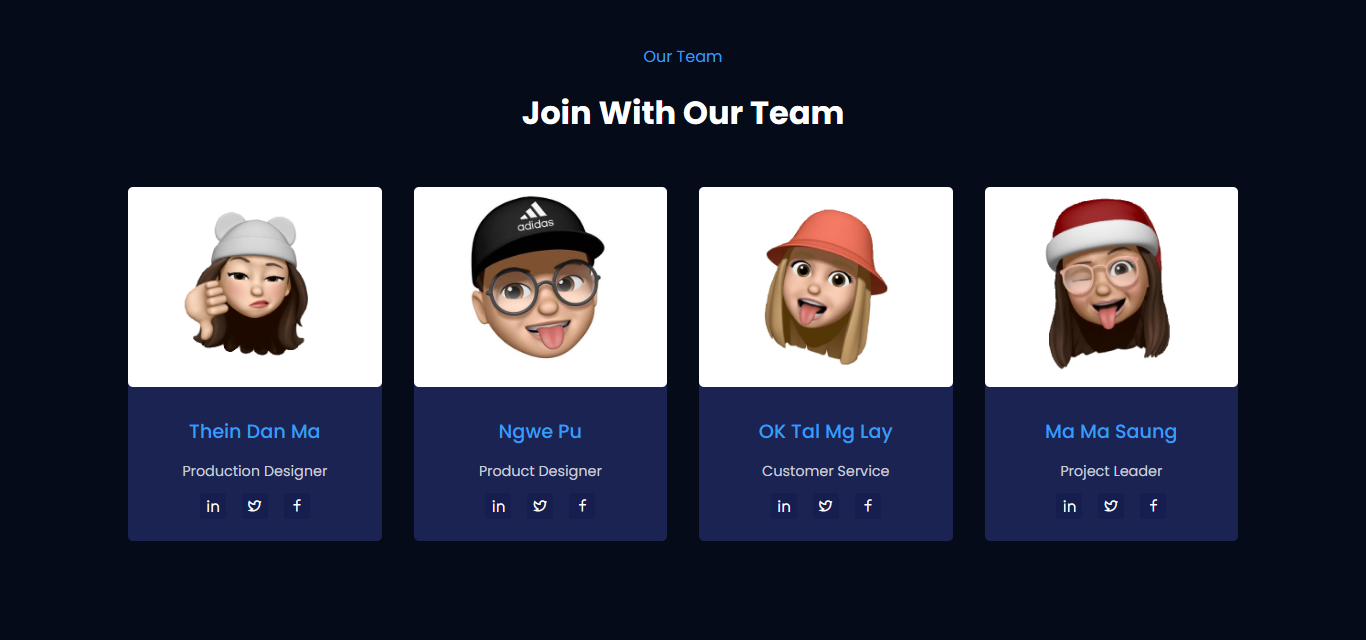 Our Team
Join With Our Team
adidas
Thein Dan Ma
Production Designer
in
Ngwe Pu
Product Designer
in
OK Tal Mg Lay
Customer Service
in
Ma Ma Saung
Project Leader
in